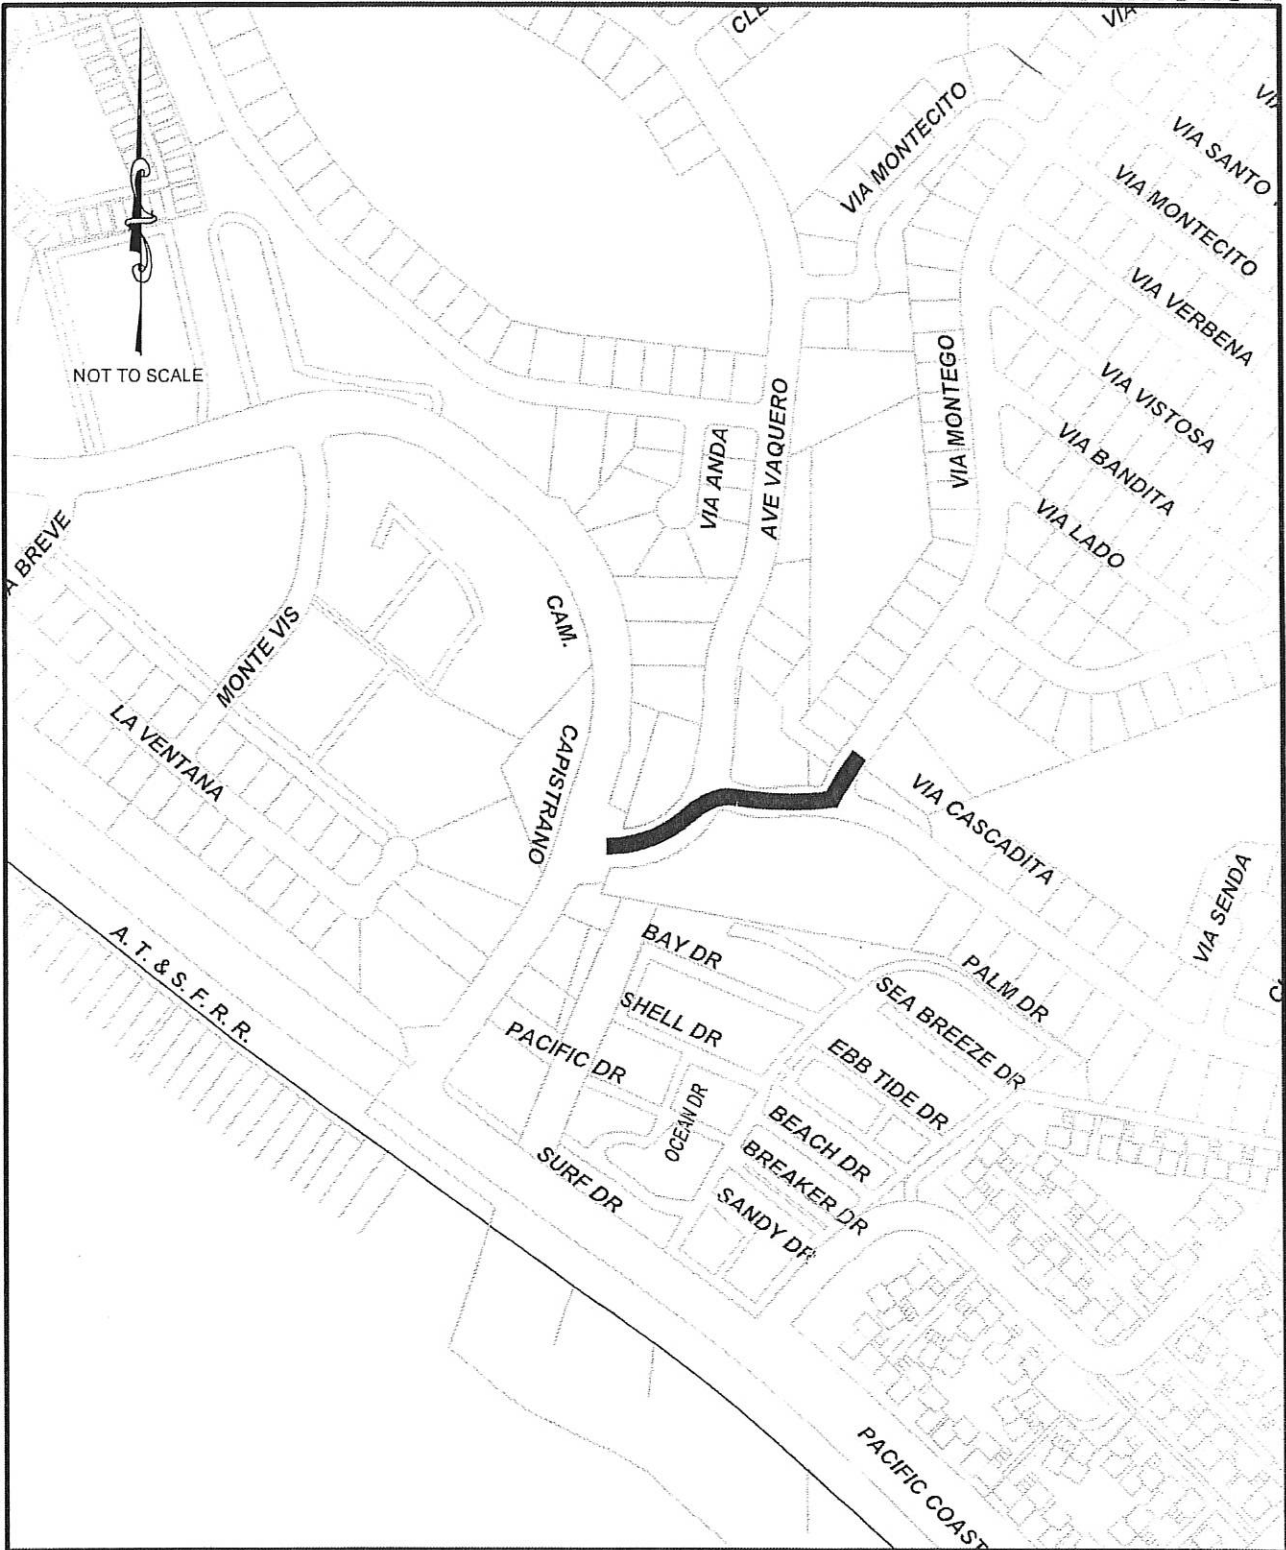 CLE
VIA
VIA
VIA SANTO
VIA MONTECITO
VIA MONTECITO
VIA VERBENA
NOT TO SCALE
VIA MONTEGO
VIA VISTOSA
AVE VAQUERO
VIA ANDA
VIA BANDITA
VIA LADO
A BREVE
CAM.
CAPISTRANO
MONTE VIS
LA VENTANA
VIA CASCADITA
VIA SENDA
A. T. & S. F. R. R.
BAY DR
PALM DR
SEA BREEZE DR
SHELL DR
PACIFIC DR
EBB TIDE DR
OCEAN DR
BEACH DR
BREAKER DR
SURF DR
SANDY DR
PACIFIC COAST